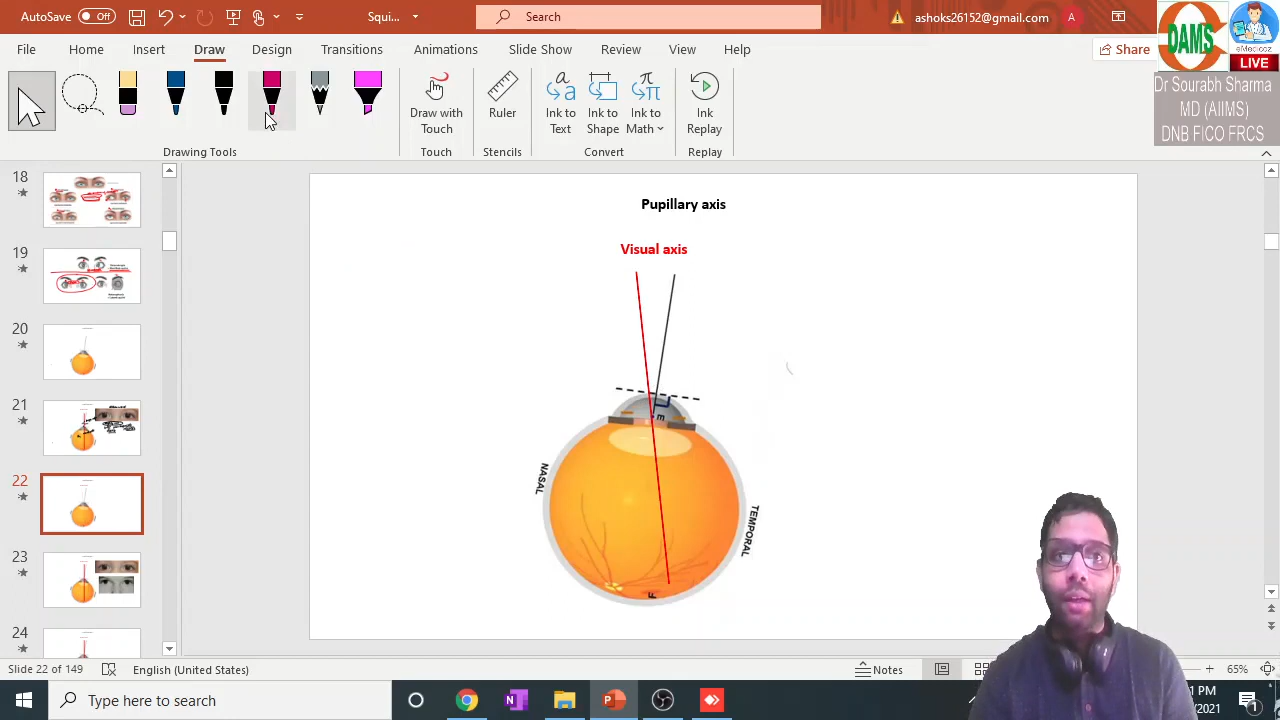 AutoSave Off Squi... Search ashoks26152@gmail.com A
File Home Insert Draw Design Transitions Animations Slide Show Review View Help Share
DAMS eMedicoz
LIVE
Dr Sourabh Sharma
MD (AIIMS)
DNB FICO FRCS
Draw with Touch
Ruler
Ink to Text
Ink to Shape
Ink to Math
Ink Replay
Drawing Tools Touch Stencils Convert Replay
18
19
20
21
22
23
24
Pupillary axis
Visual axis
m
NASAL
TEMPORAL
F
Slide 22 of 149 English (United States) Notes 65%
Type here to search
1